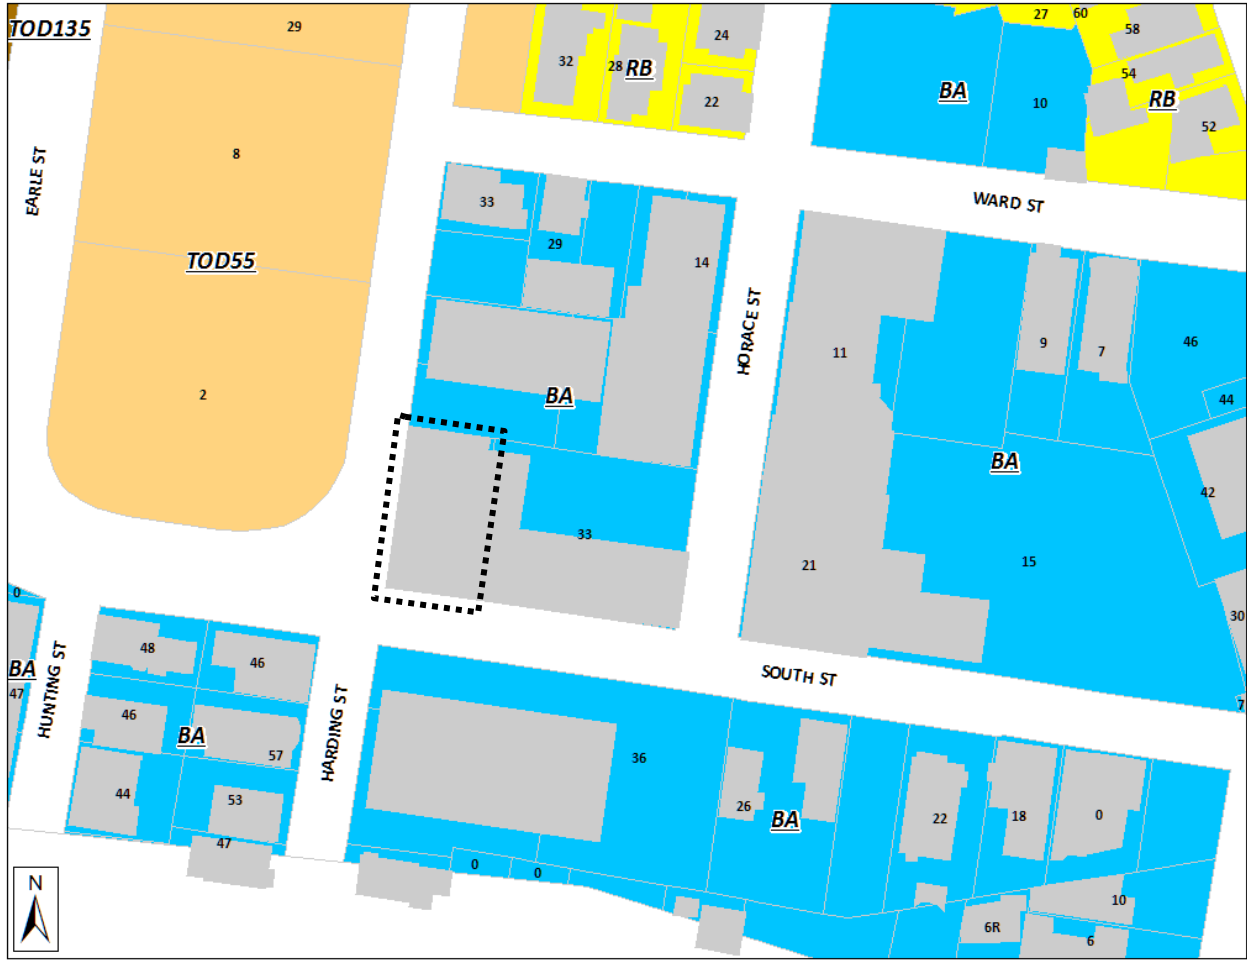 TOD135
29
32
28
RB
24
22
27
60
58
54
RB
52
BA
10
EARLE ST
8
WARD ST
33
29
14
TOD55
HORACE ST
11
9
7
46
44
2
BA
BA
42
33
15
21
30
0
HUNTING ST
BA
47
48
46
46
BA
57
44
53
47
HARDING ST
SOUTH ST
7
36
26
BA
22
18
0
0
0
10
6R
6
N